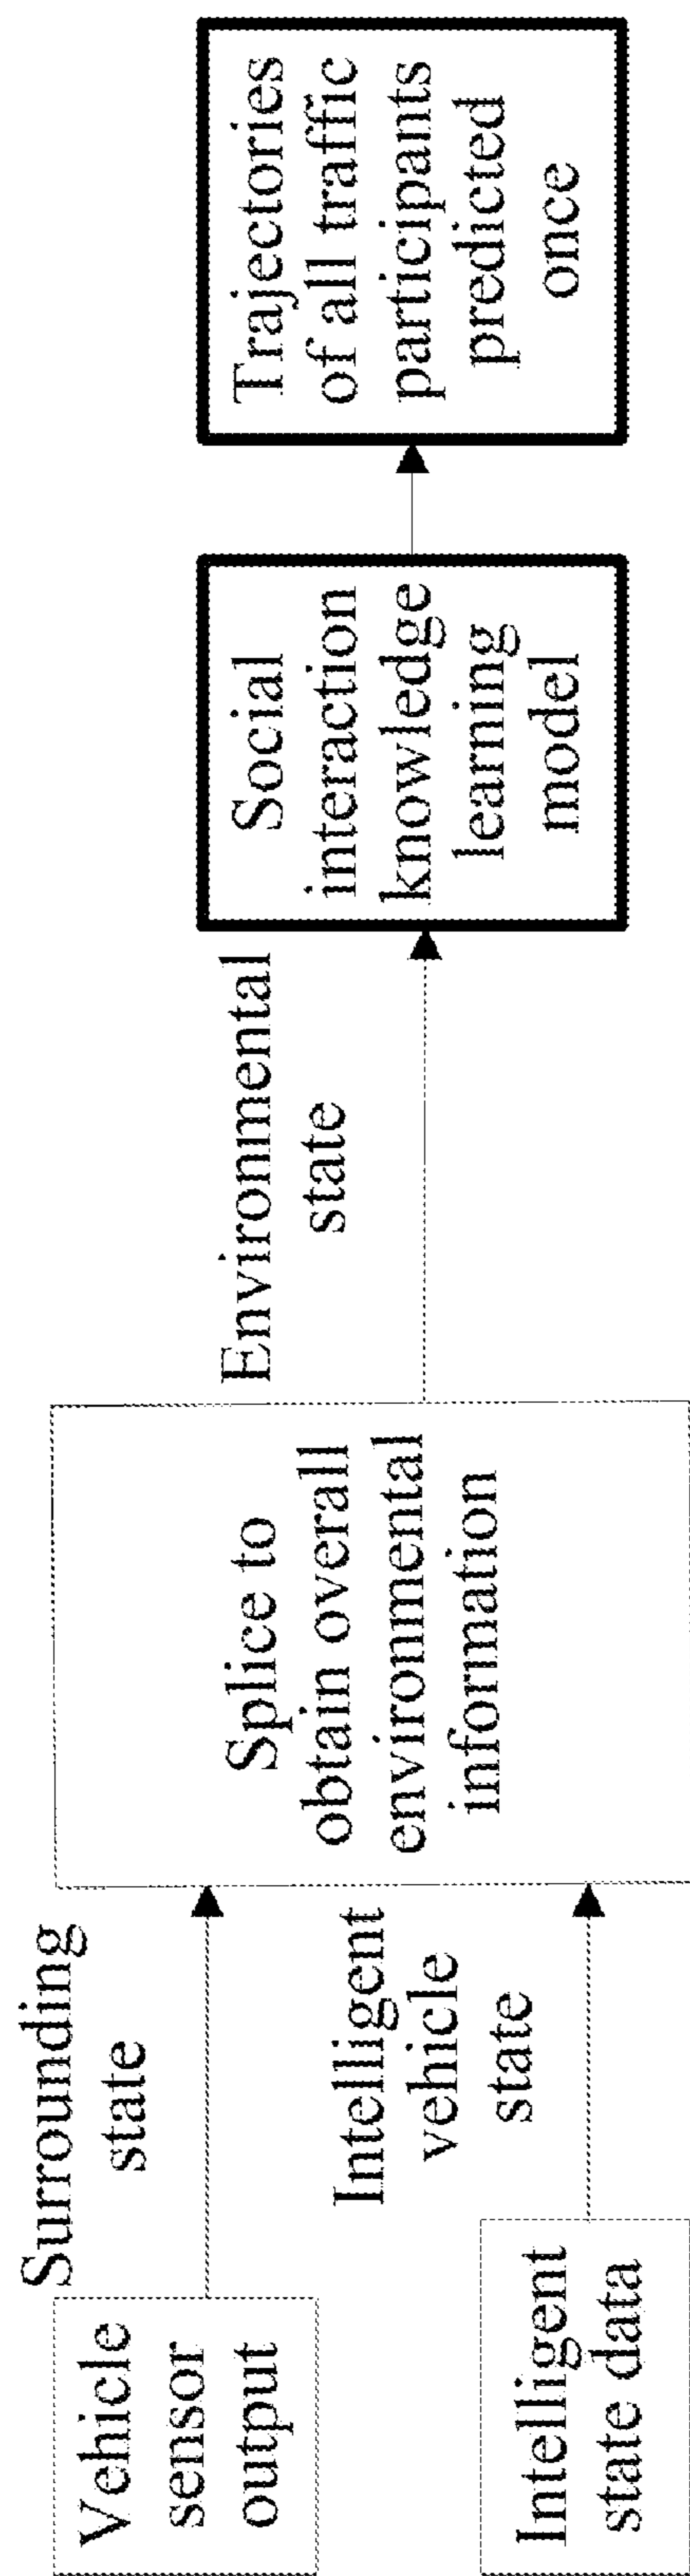 Vehicle
sensor
output
Surrounding
state
Intelligent
state data
Intelligent
vehicle
state
Splice to
obtain overall
environmental
information
Environmental
state
Social
interaction
knowledge
learning
model
Trajectories
of all traffic
participants
predicted
once